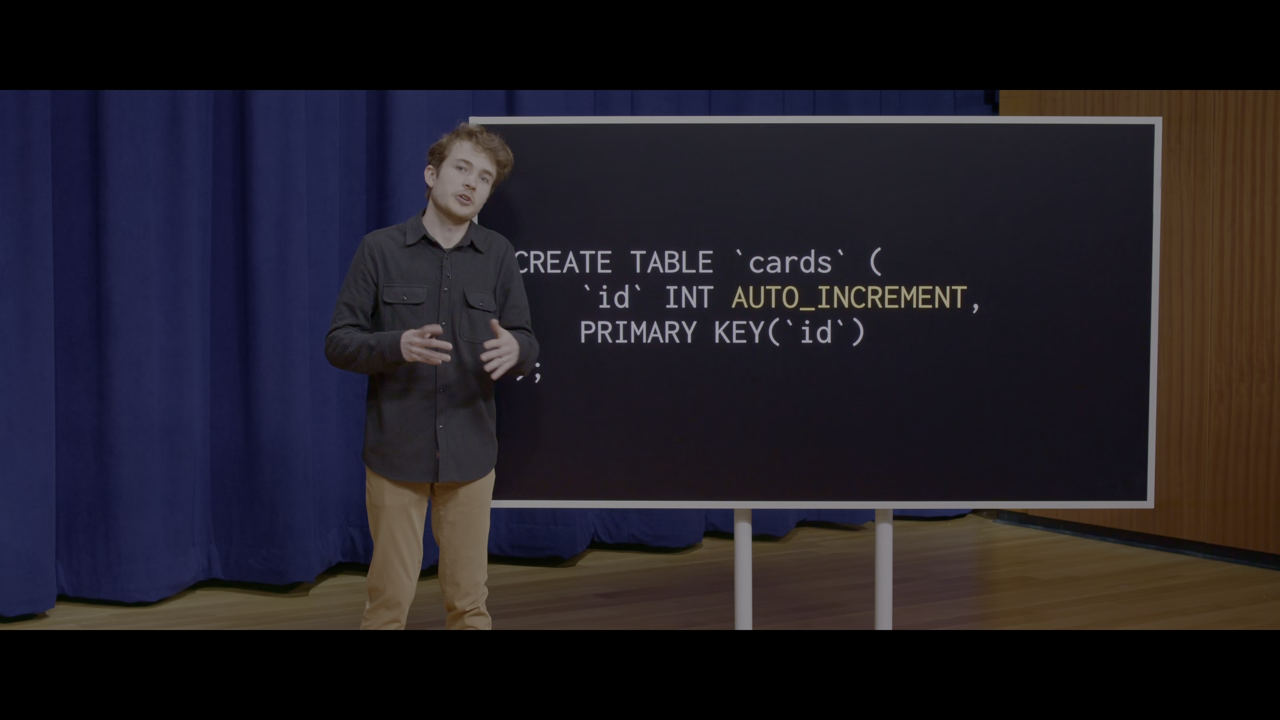 CREATE TABLE `cards` (
`id` INT AUTO_INCREMENT,
PRIMARY KEY(`id`)
);